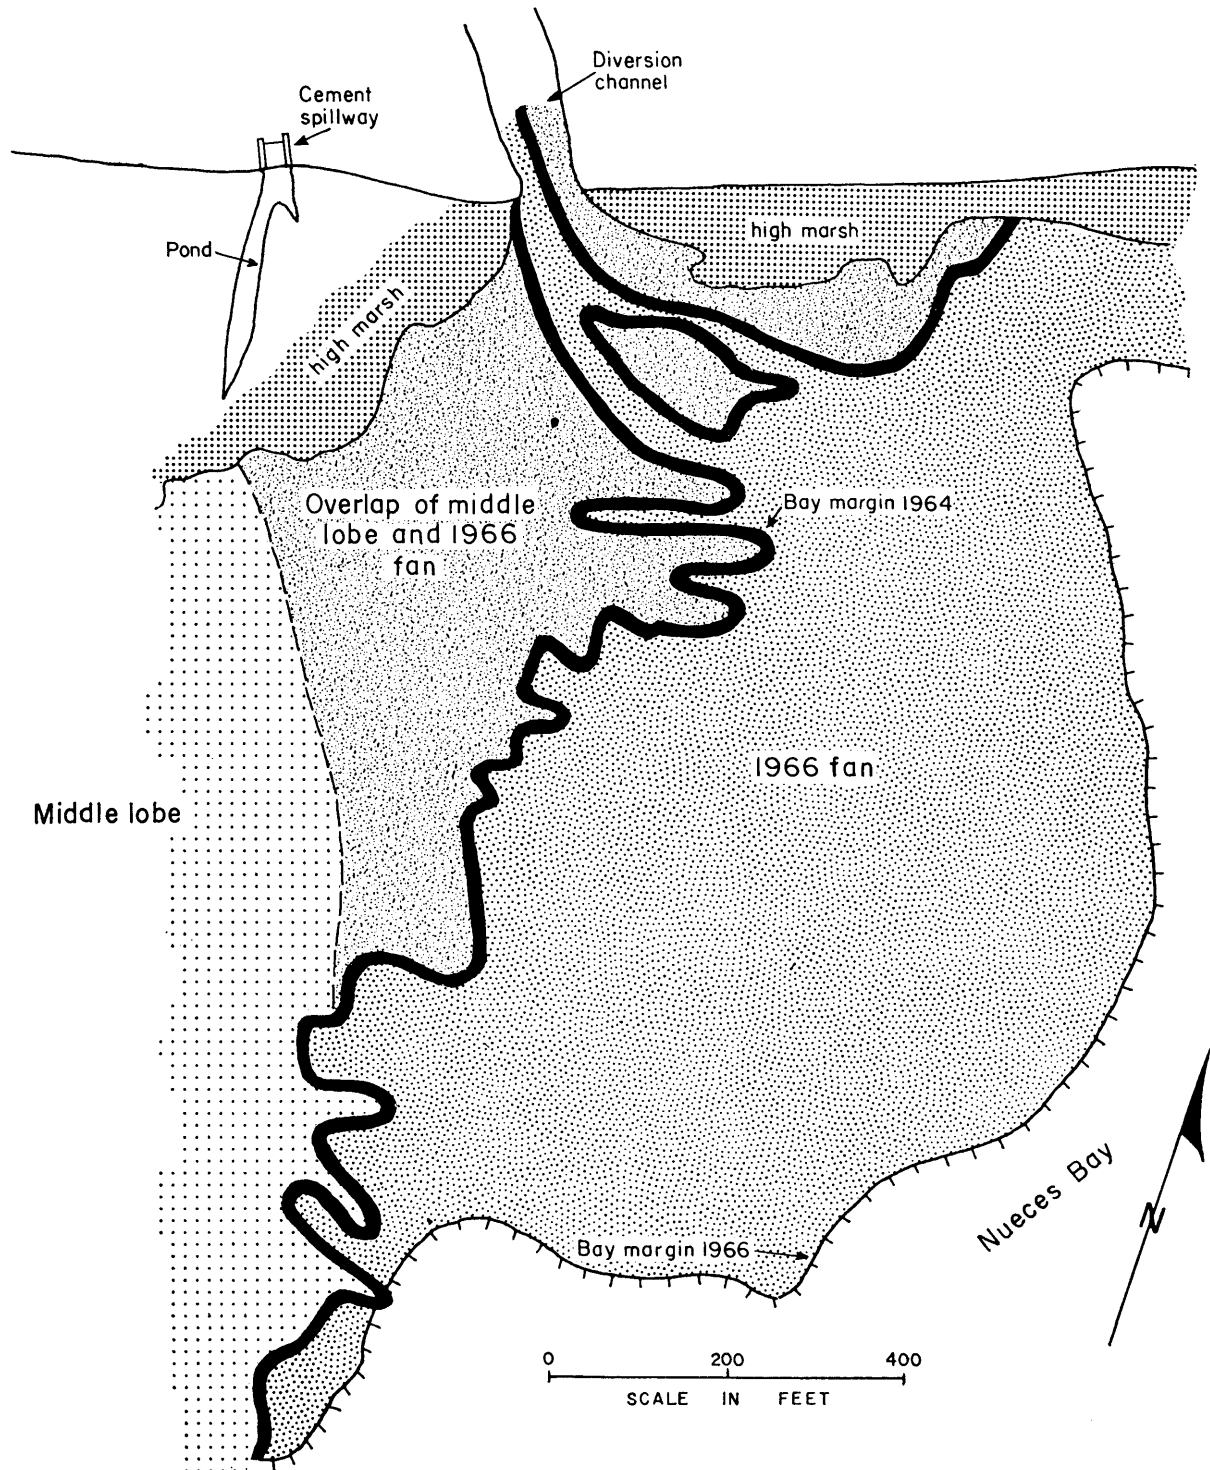 Diversion
channel
Cement
spillway
high marsh
Pond
high marsh
Overlap of middle
lobe and 1966
fan
Bay margin 1964
1966 fan
Middle lobe
Nueces Bay
N
Bay margin 1966
0 200 400
SCALE IN FEET